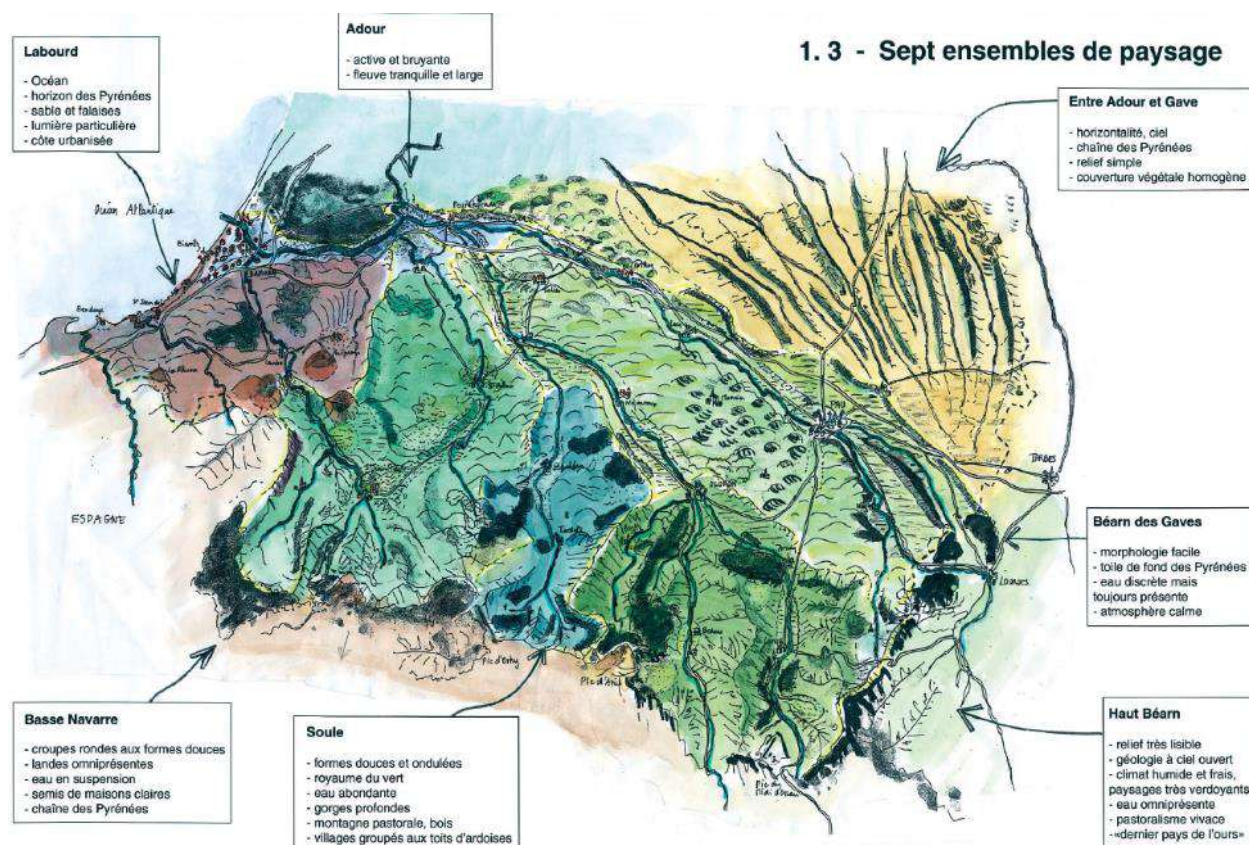 1. 3 - Sept ensembles de paysage
Labourd
- Océan
- horizon des Pyrénées
- sable et falaises
- lumière particulière
- côte urbanisée
Adour
- active et bruyante
- fleuve tranquille et large
Entre Adour et Gave
- horizontalité, ciel
- chaîne des Pyrénées
- relief simple
- couverture végétale homogène
Océan Atlantique
Hendaye
ESPAGNE
TARBES
LOURDES
Pic d'Orhy
Pic d'Anie
Béarn des Gaves
- morphologie facile
- toile de fond des Pyrénées
- eau discrète mais
toujours présente
- atmosphère calme
Basse Navarre
- croupes rondes aux formes douces
- landes omniprésentes
- eau en suspension
- semis de maisons claires
- chaîne des Pyrénées
Soule
- formes douces et ondulées
- royaume du vert
- eau abondante
- gorges profondes
- montagne pastorale, bois
- villages groupés aux toits d'ardoises
Haut Béarn
- relief très lisible
- géologie à ciel ouvert
- climat humide et frais,
paysages très verdoyants
- eau omniprésente
- pastoralisme vivace
-«dernier pays de l'ours»